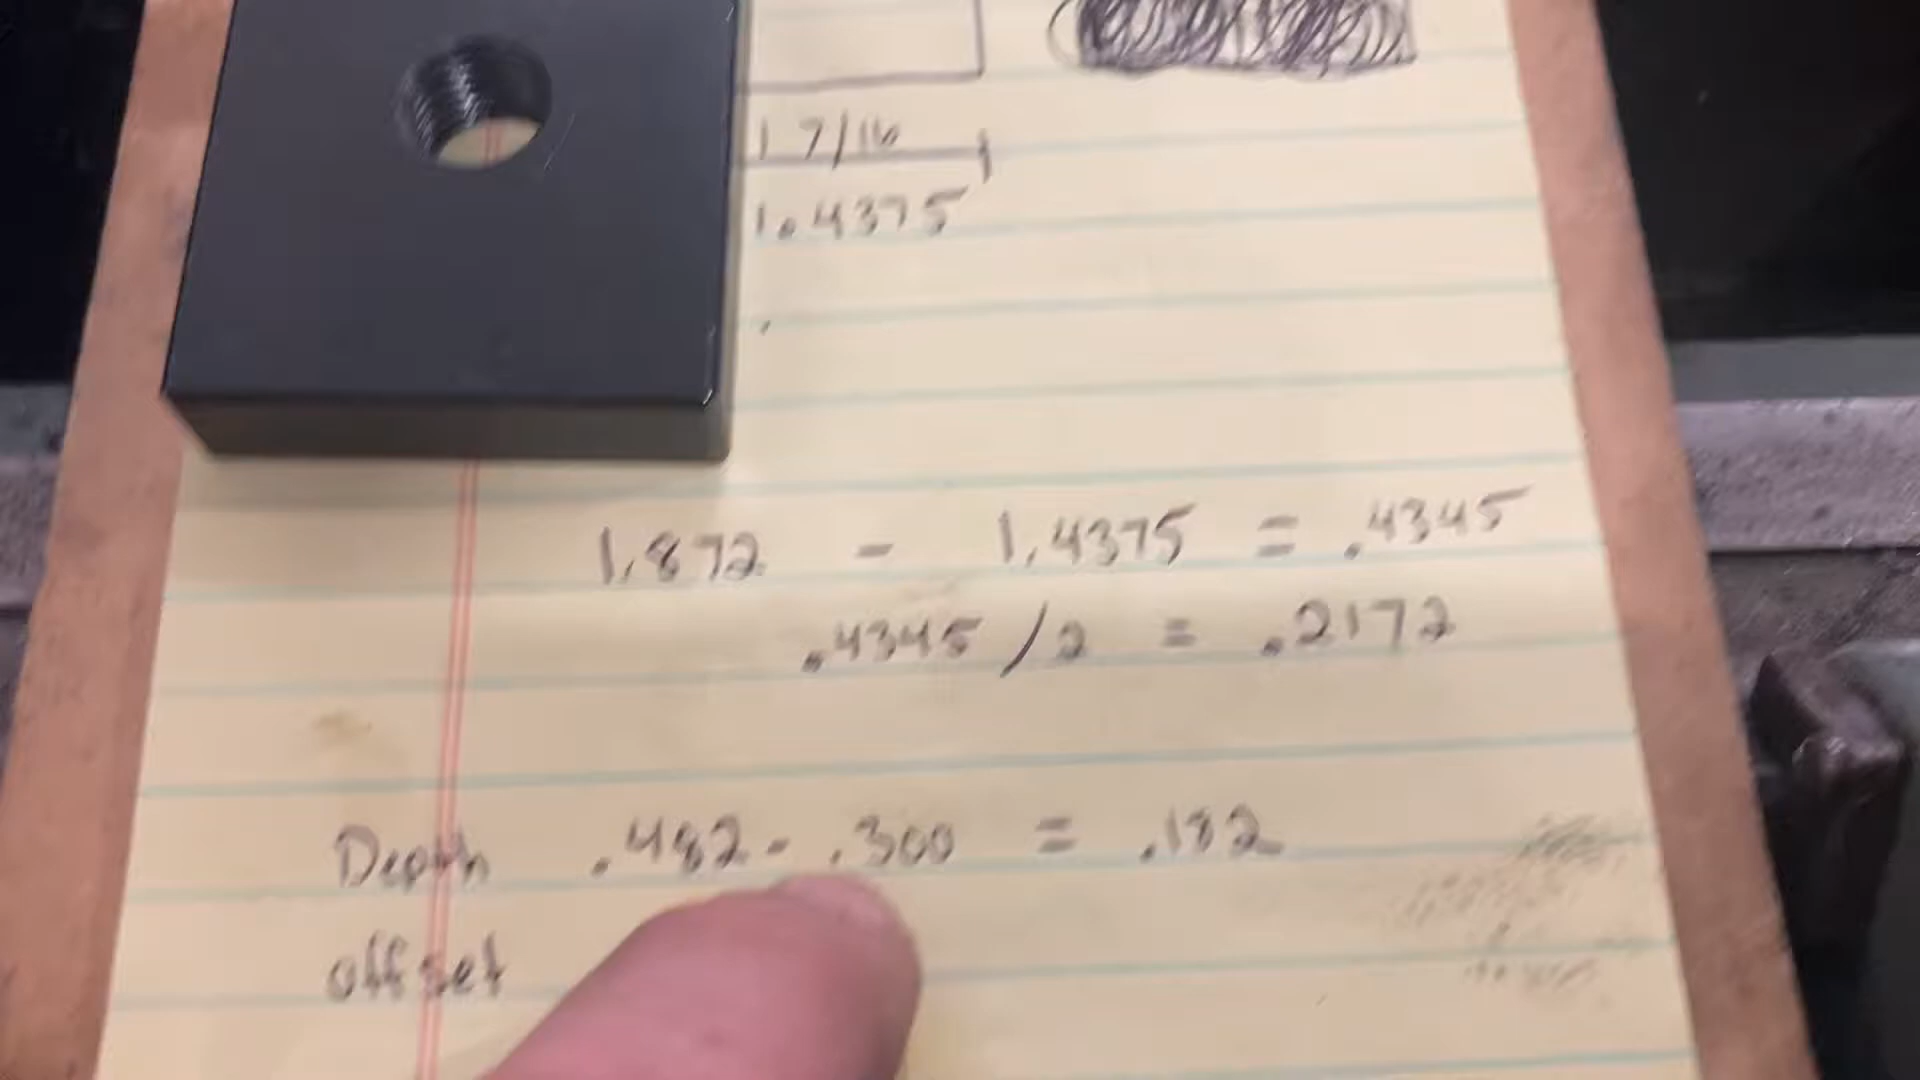 1 7/16
1.4375
1.872 - 1.4375 = .4345
.4345 / 2 = .2172
Depth .482 - .300 = .182
offset